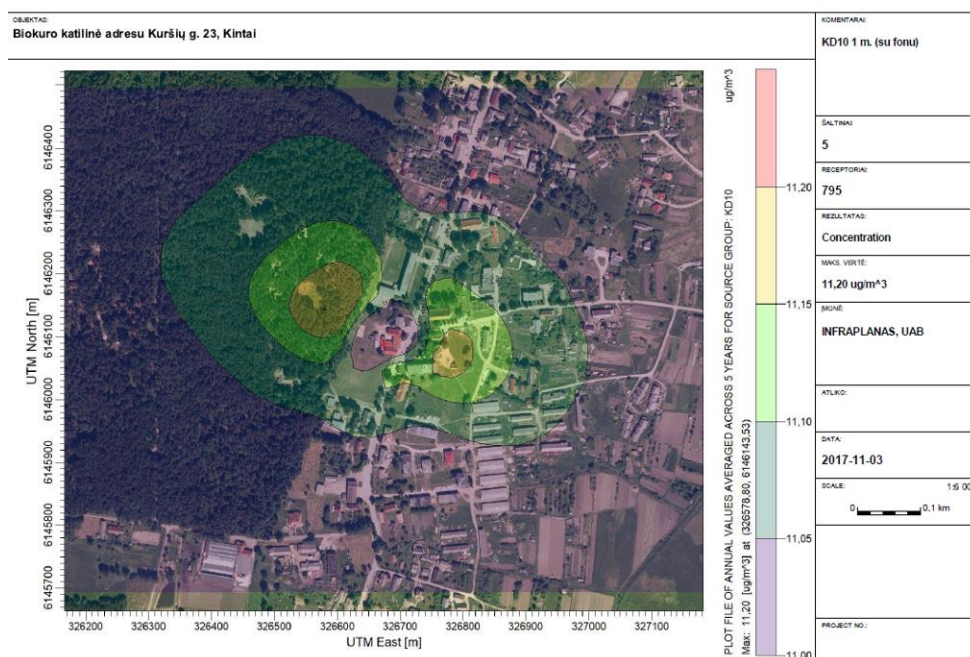 OBJEKTAS:
Biokuro katilinė adresu Kuršių g. 23, Kintai
UTM North [m]
6146400
6146300
6146200
6146100
6146000
6145900
6145800
6145700
326200
326300
326400
326500
326600
326700
326800
326900
327000
327100
UTM East [m]
PLOT FILE OF ANNUAL VALUES AVERAGED ACROSS 5 YEARS FOR SOURCE GROUP: KD10
ug/m^3
Max: 11,20 [ug/m^3] at (326578,80, 6146143,53)
11,20
11,15
11,10
11,05
11,00
KOMENTARAI:
KD10 1 m. (su fonu)
ŠALTINIAI:
5
RECEPTORIAI:
795
REZULTATAS:
Concentration
MAKS. VERTĖ:
11,20 ug/m^3
ĮMONĖ:
INFRAPLANAS, UAB
ATLIKO:
DATA:
2017-11-03
SCALE:
1:6 00
0
0,1 km
PROJECT NO.: